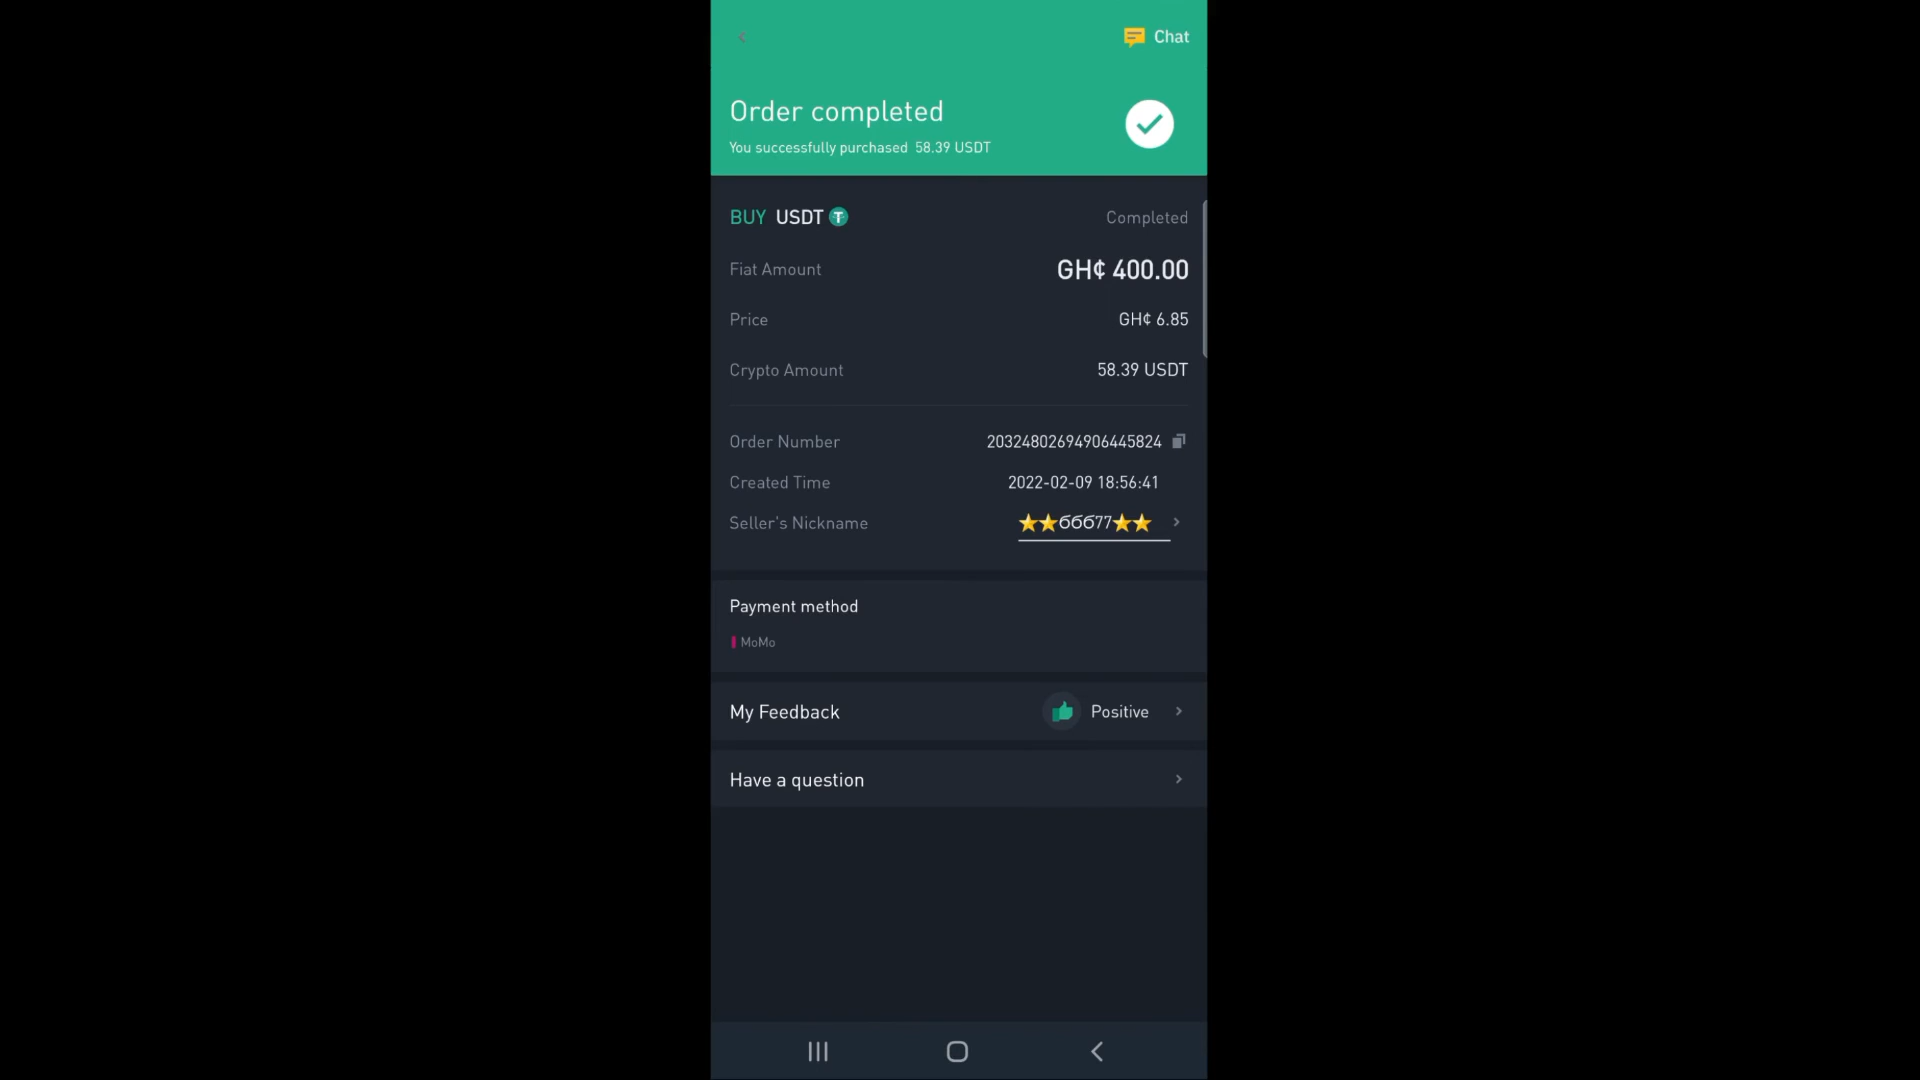 Chat
Order completed
You successfully purchased 58.39 USDT
BUY USDT
Completed
Fiat Amount
GH¢ 400.00
Price
GH¢ 6.85
Crypto Amount
58.39 USDT
Order Number
20324802694906445824
Created Time
2022-02-09 18:56:41
Seller's Nickname
⭐⭐ббб77⭐⭐
Payment method
MoMo
My Feedback
Positive
Have a question